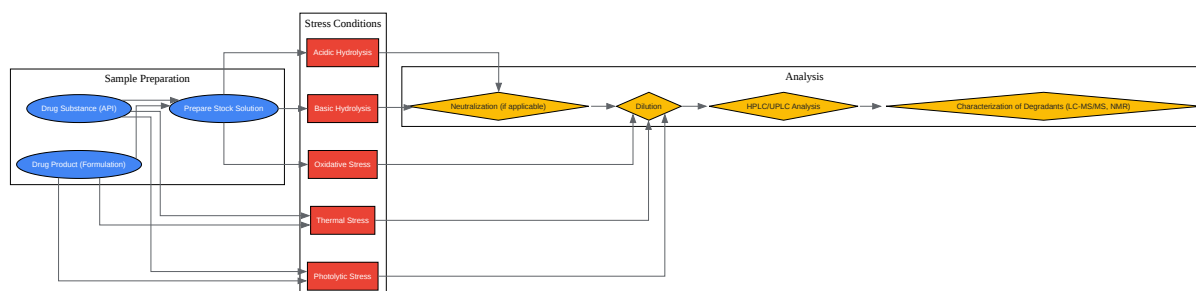 Sample Preparation
Drug Substance (API)
Prepare Stock Solution
Drug Product (Formulation)
Stress Conditions
Acidic Hydrolysis
Basic Hydrolysis
Oxidative Stress
Thermal Stress
Photolytic Stress
Analysis
Neutralization (if applicable)
Dilution
HPLC/UPLC Analysis
Characterization of Degradants (LC-MS/MS, NMR)